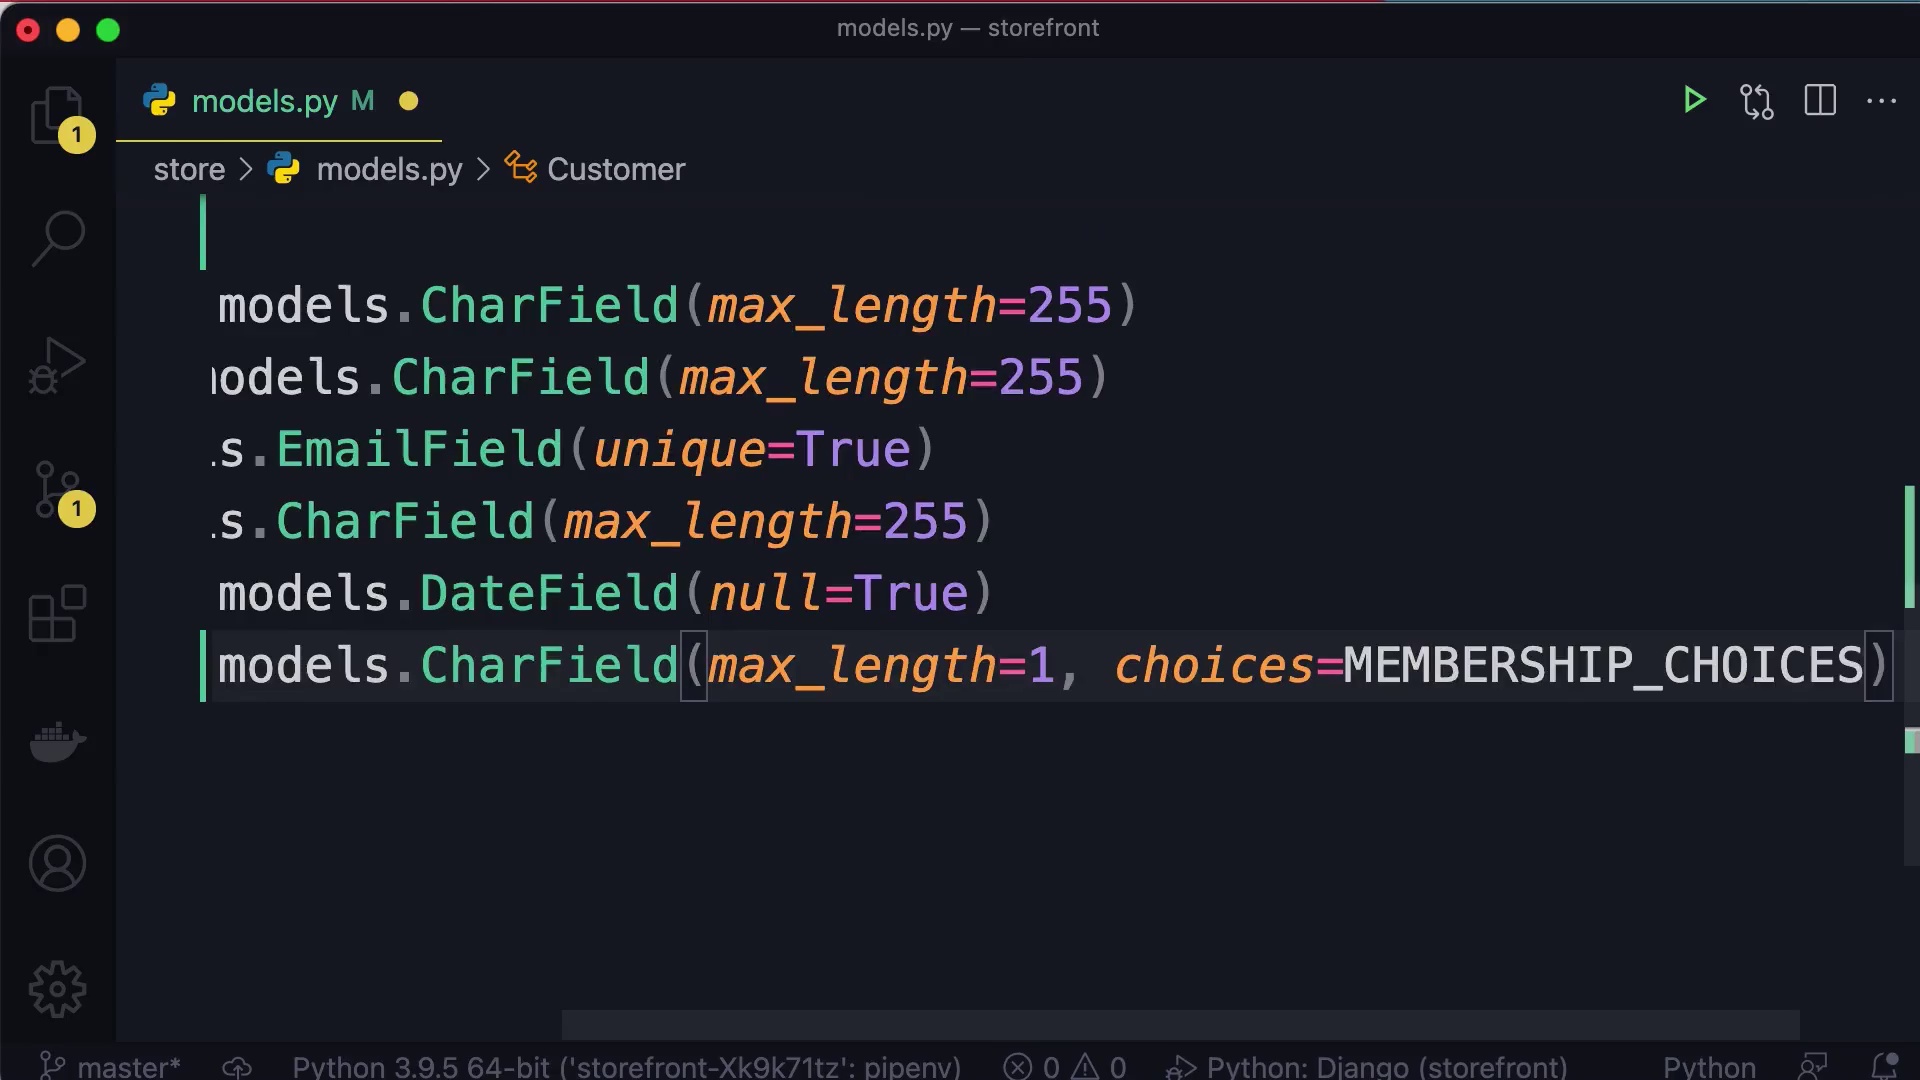 models.py — storefront
models.py M
store > models.py > Customer
models.CharField(max_length=255)
odels.CharField(max_length=255)
s.EmailField(unique=True)
s.CharField(max_length=255)
models.DateField(null=True)
models.CharField(max_length=1, choices=MEMBERSHIP_CHOICES)
1
1
master* Python 3.9.5 64-bit ('storefront-Xk9k71tz': pipenv) 0 0 Python: Django (storefront) Python